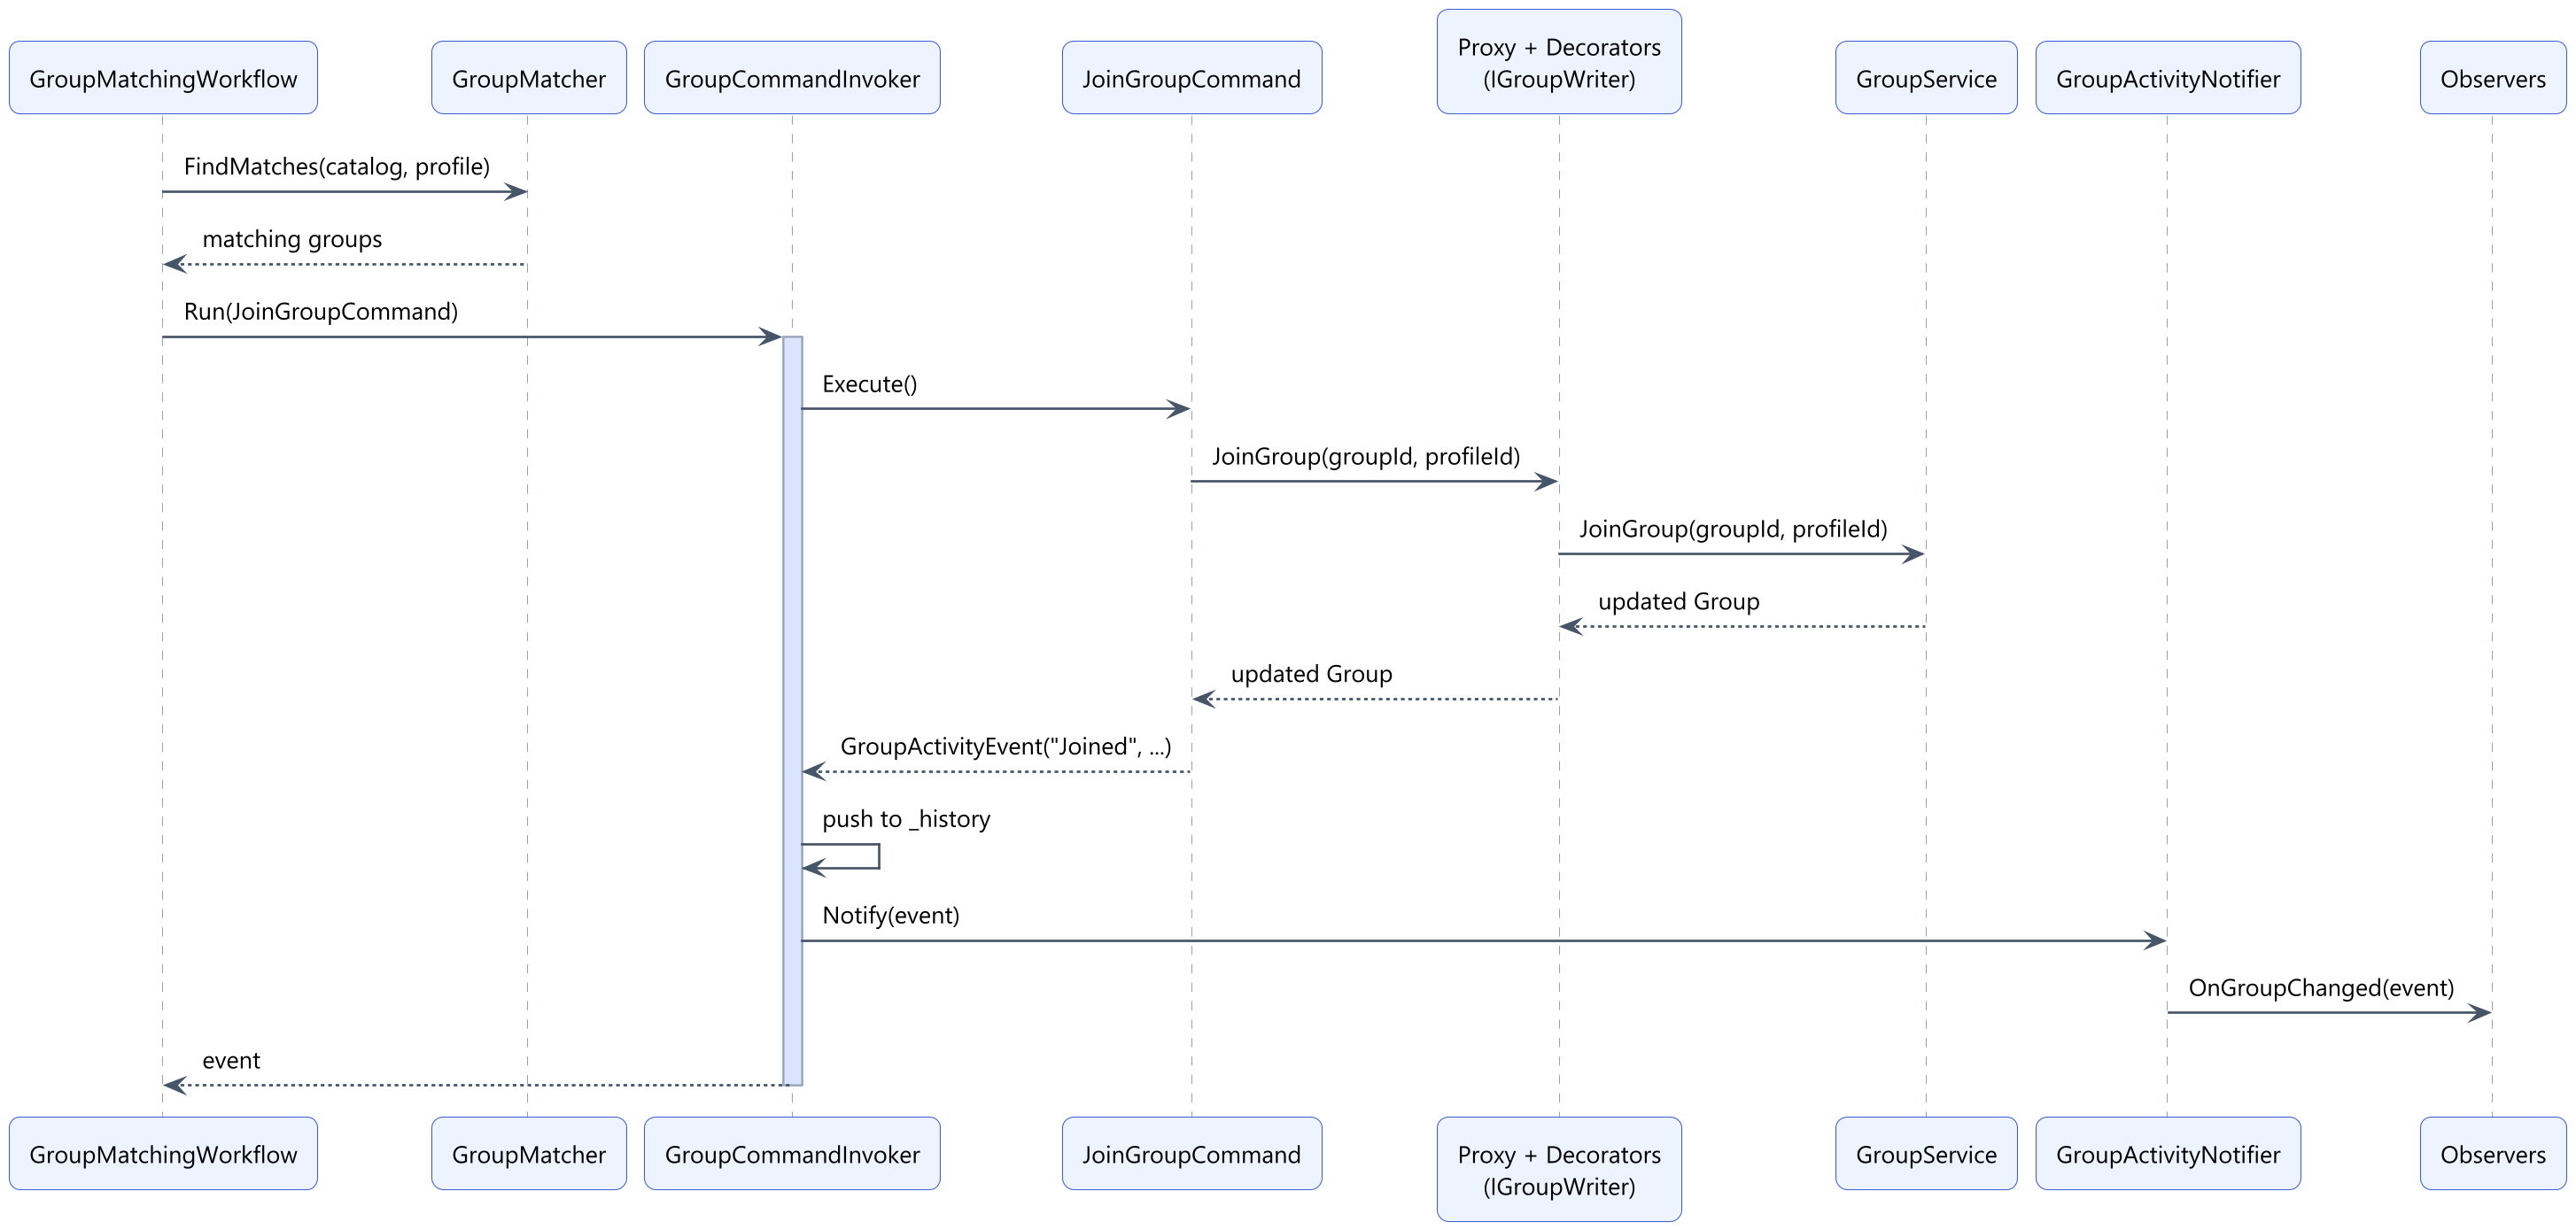 GroupMatchingWorkflow
GroupMatcher
GroupCommandInvoker
JoinGroupCommand
Proxy + Decorators
(IGroupWriter)
GroupService
GroupActivityNotifier
Observers
FindMatches(catalog, profile)
matching groups
Run(JoinGroupCommand)
Execute()
JoinGroup(groupId, profileId)
JoinGroup(groupId, profileId)
updated Group
updated Group
GroupActivityEvent("Joined", ...)
push to _history
Notify(event)
OnGroupChanged(event)
event
GroupMatchingWorkflow
GroupMatcher
GroupCommandInvoker
JoinGroupCommand
Proxy + Decorators
(IGroupWriter)
GroupService
GroupActivityNotifier
Observers